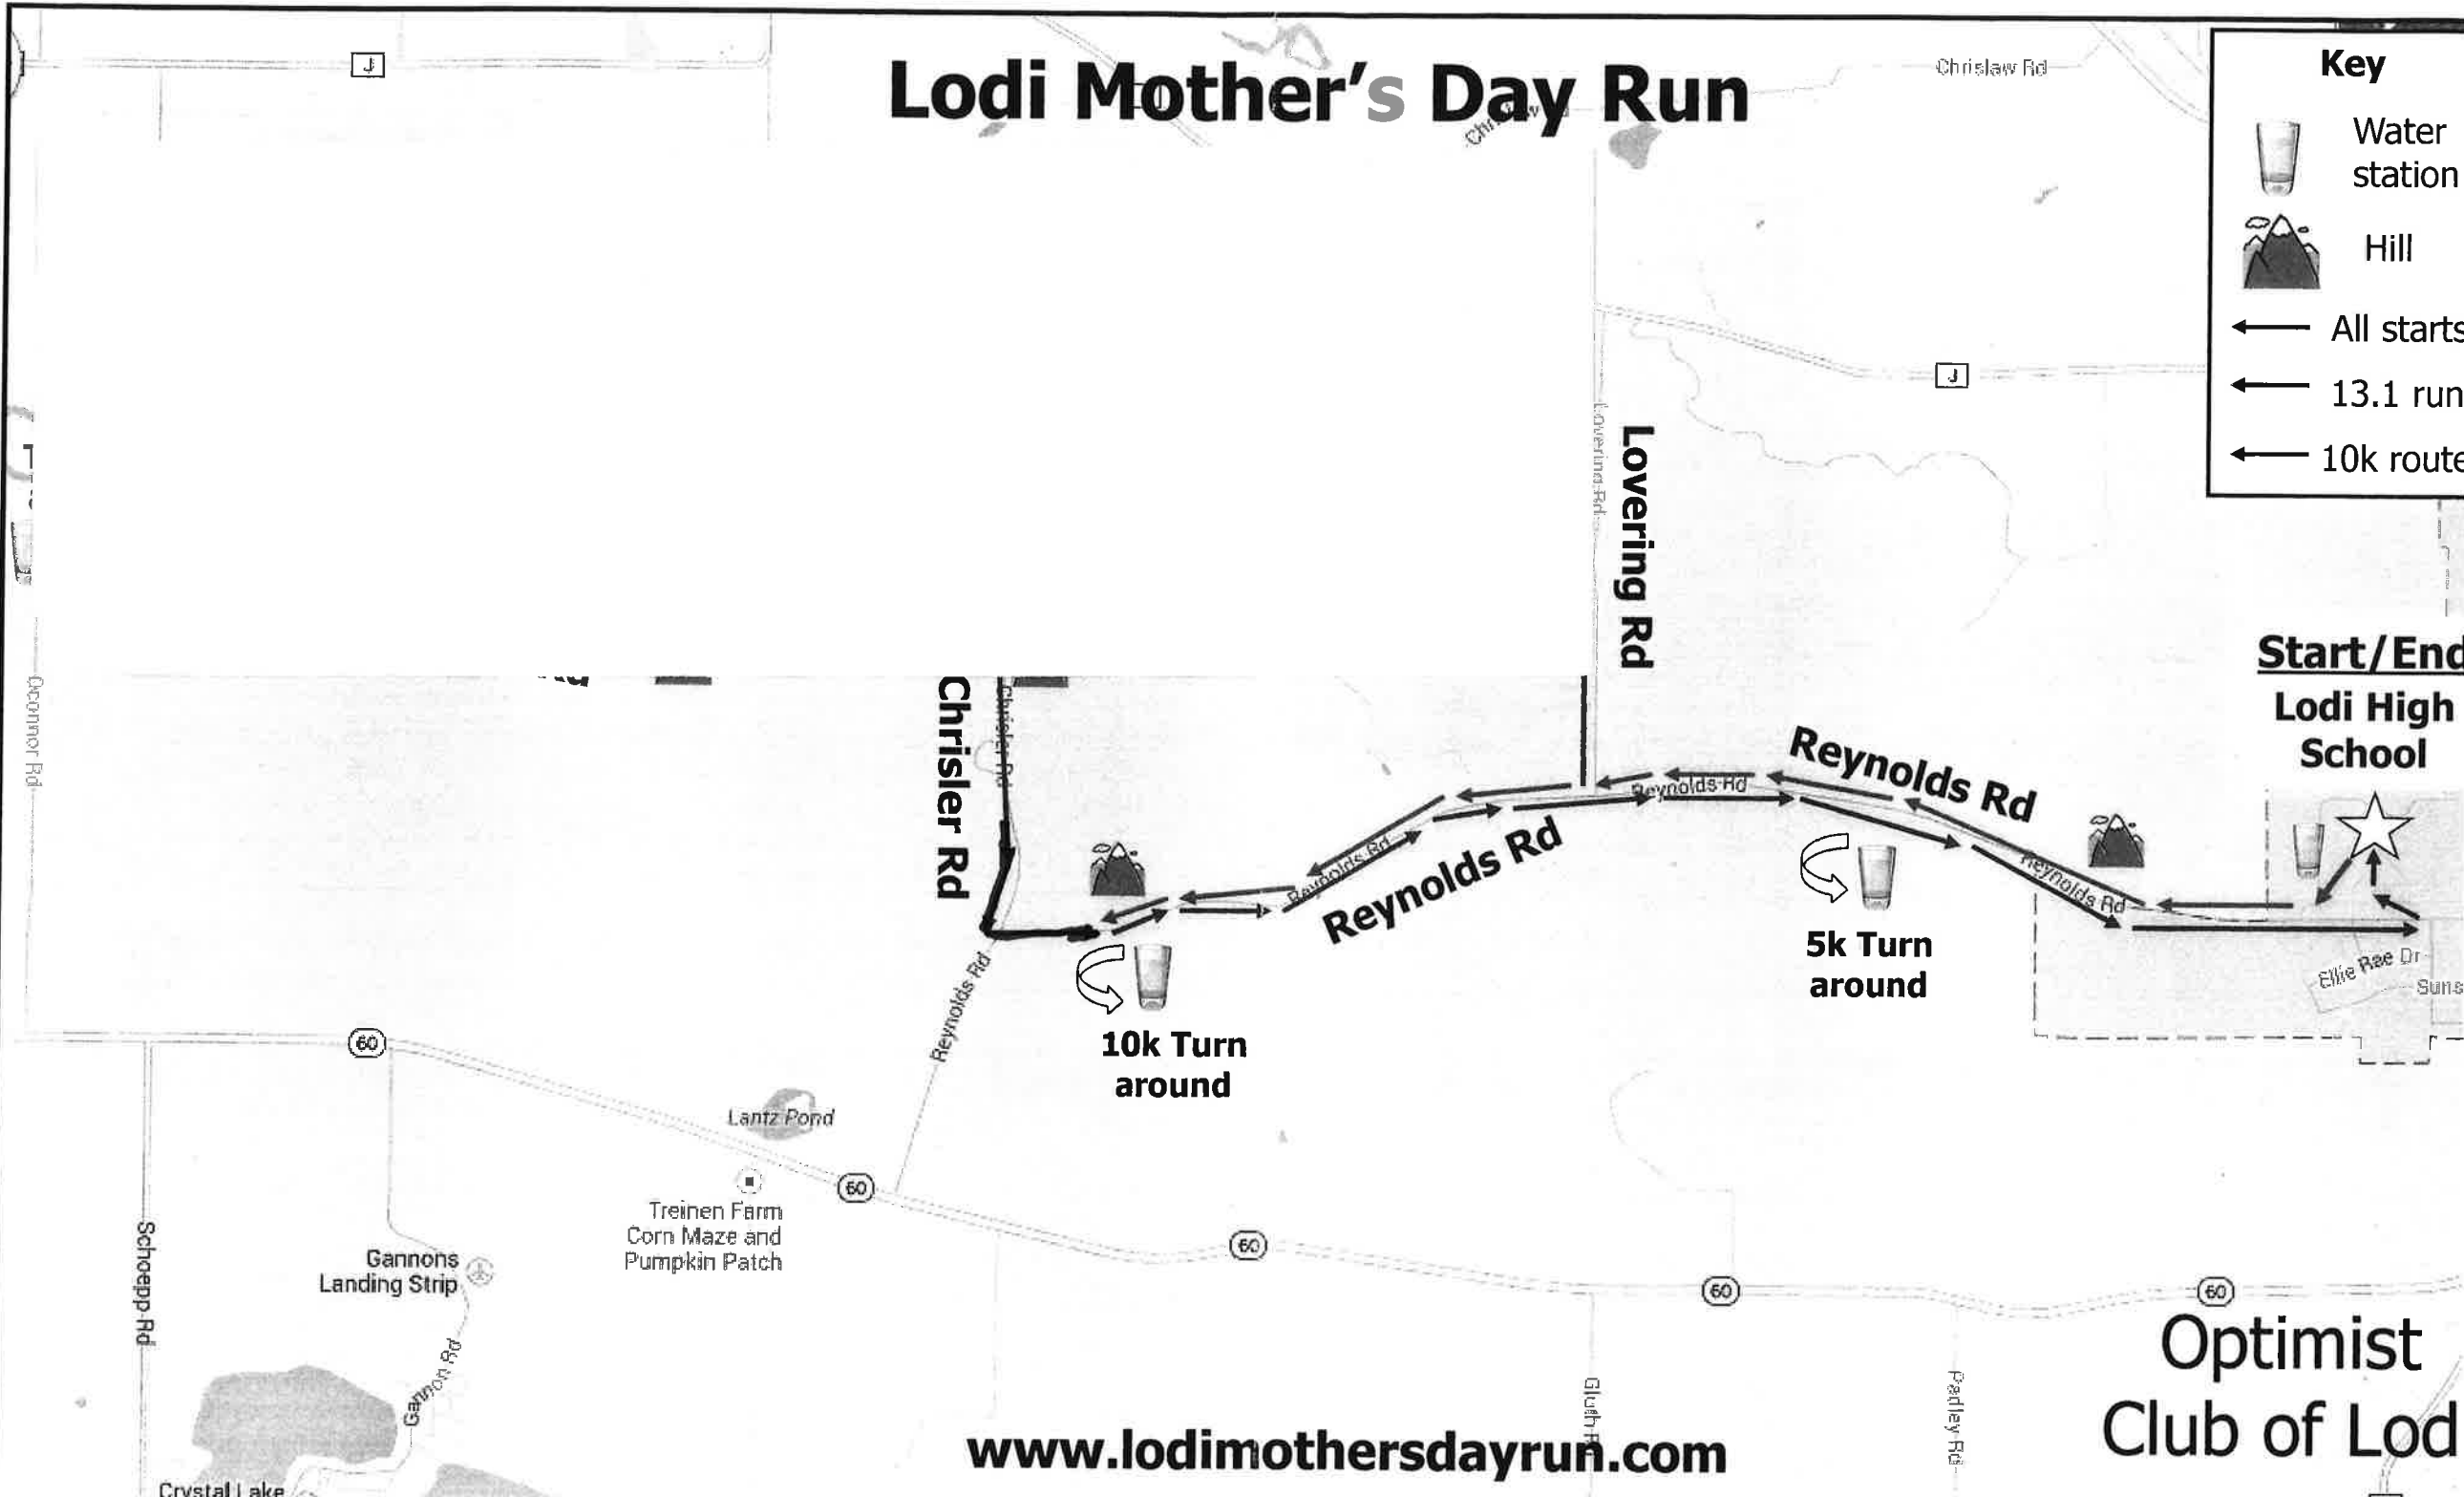 Lodi Mother's Day Run
J
Chrislaw Rd
Key
Water
station
Hill
All starts
13.1 run
10k route
J
Lovering Rd
Lovering Rd
Start/End
Lodi High
School
Oconnor Rd
Chrisler Rd
Chrisler Rd
Reynolds Rd
Reynolds Rd
Reynolds Rd
Reynolds Rd
Reynolds Rd
Reynolds Rd
5k Turn
around
Ellie Rae Dr
Suns
10k Turn
around
60
Lantz Pond
60
Treinen Farm
Corn Maze and
Pumpkin Patch
60
60
60
Gannons
Landing Strip
Schoepp Rd
Gannon Rd
Gluth R
Padley Rd
Optimist
Club of Lod
www.lodimothersdayrun.com
Crystal Lake